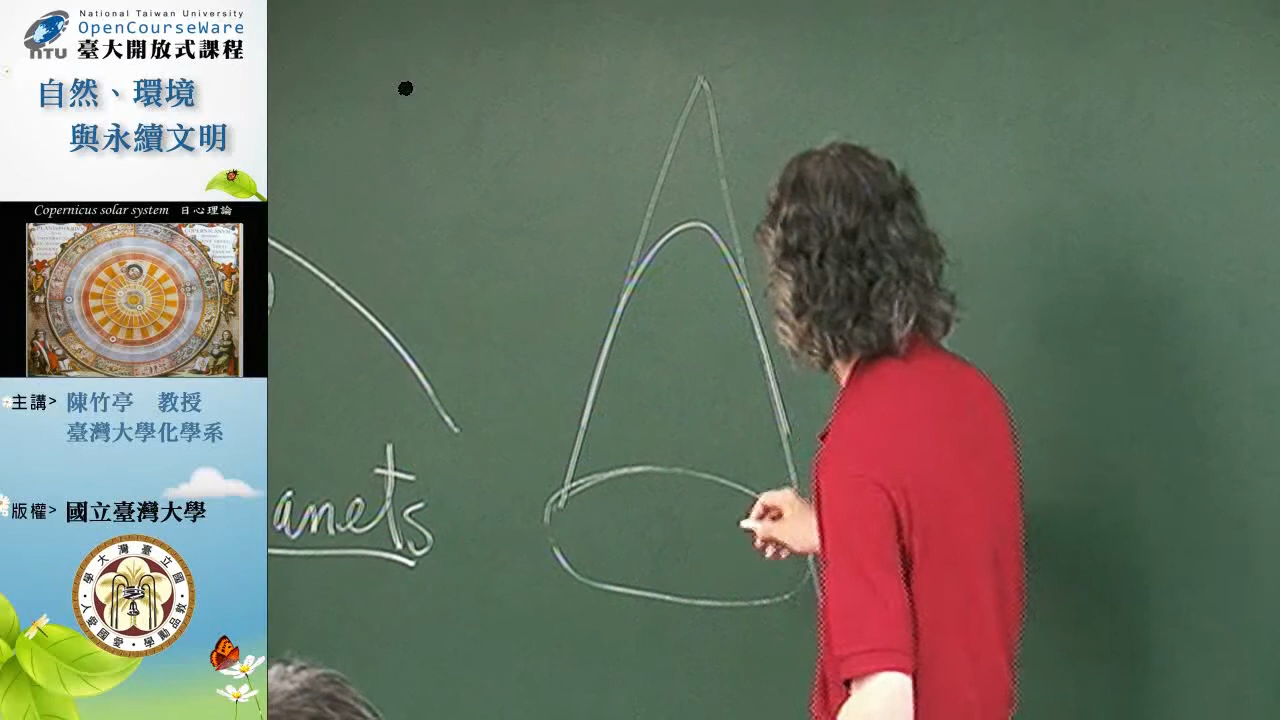 National Taiwan University
OpenCourseWare
NTU 臺大開放式課程
自然、環境
與永續文明
Copernicus solar system 日心理論
主講> 陳竹亭 教授
臺灣大學化學系
版權> 國立臺灣大學
anets